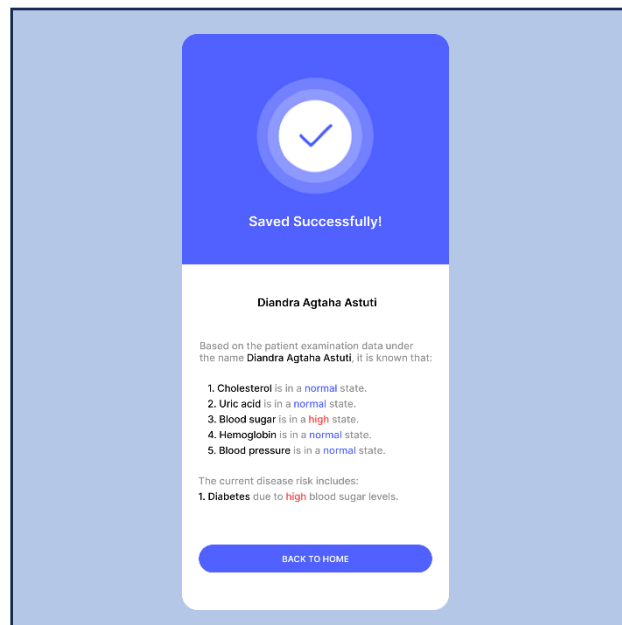 Saved Successfully!
Diandra Agtaha Astuti
Based on the patient examination data under
the name Diandra Agtaha Astuti, it is known that:
1. Cholesterol is in a normal state.
2. Uric acid is in a normal state.
3. Blood sugar is in a high state.
4. Hemoglobin is in a normal state.
5. Blood pressure is in a normal state.
The current disease risk includes:
1. Diabetes due to high blood sugar levels.
BACK TO HOME